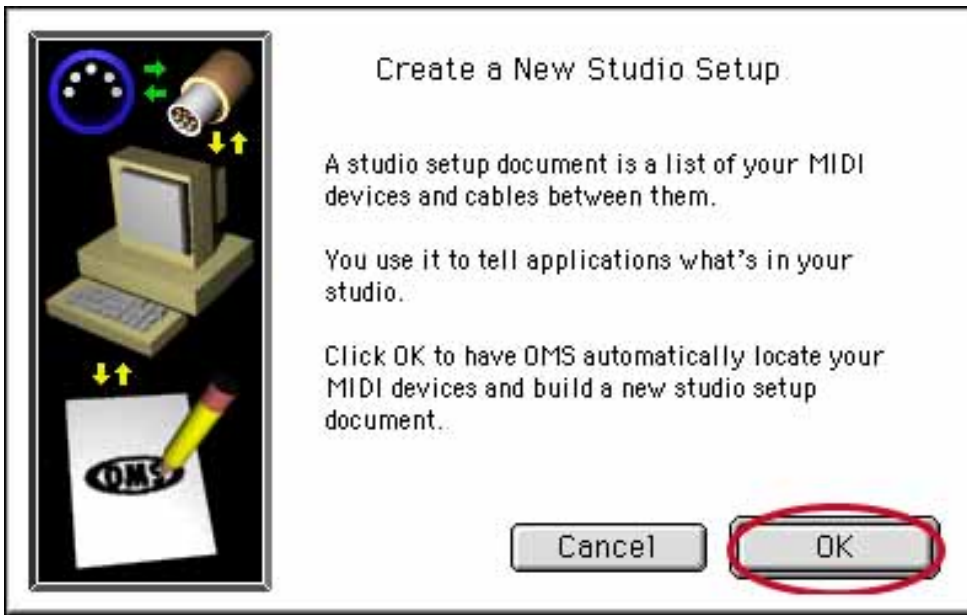 Create a New Studio Setup
A studio setup document is a list of your MIDI
devices and cables between them.
You use it to tell applications what's in your
studio.
Click OK to have OMS automatically locate your
MIDI devices and build a new studio setup
document.
OMS
Cancel
OK